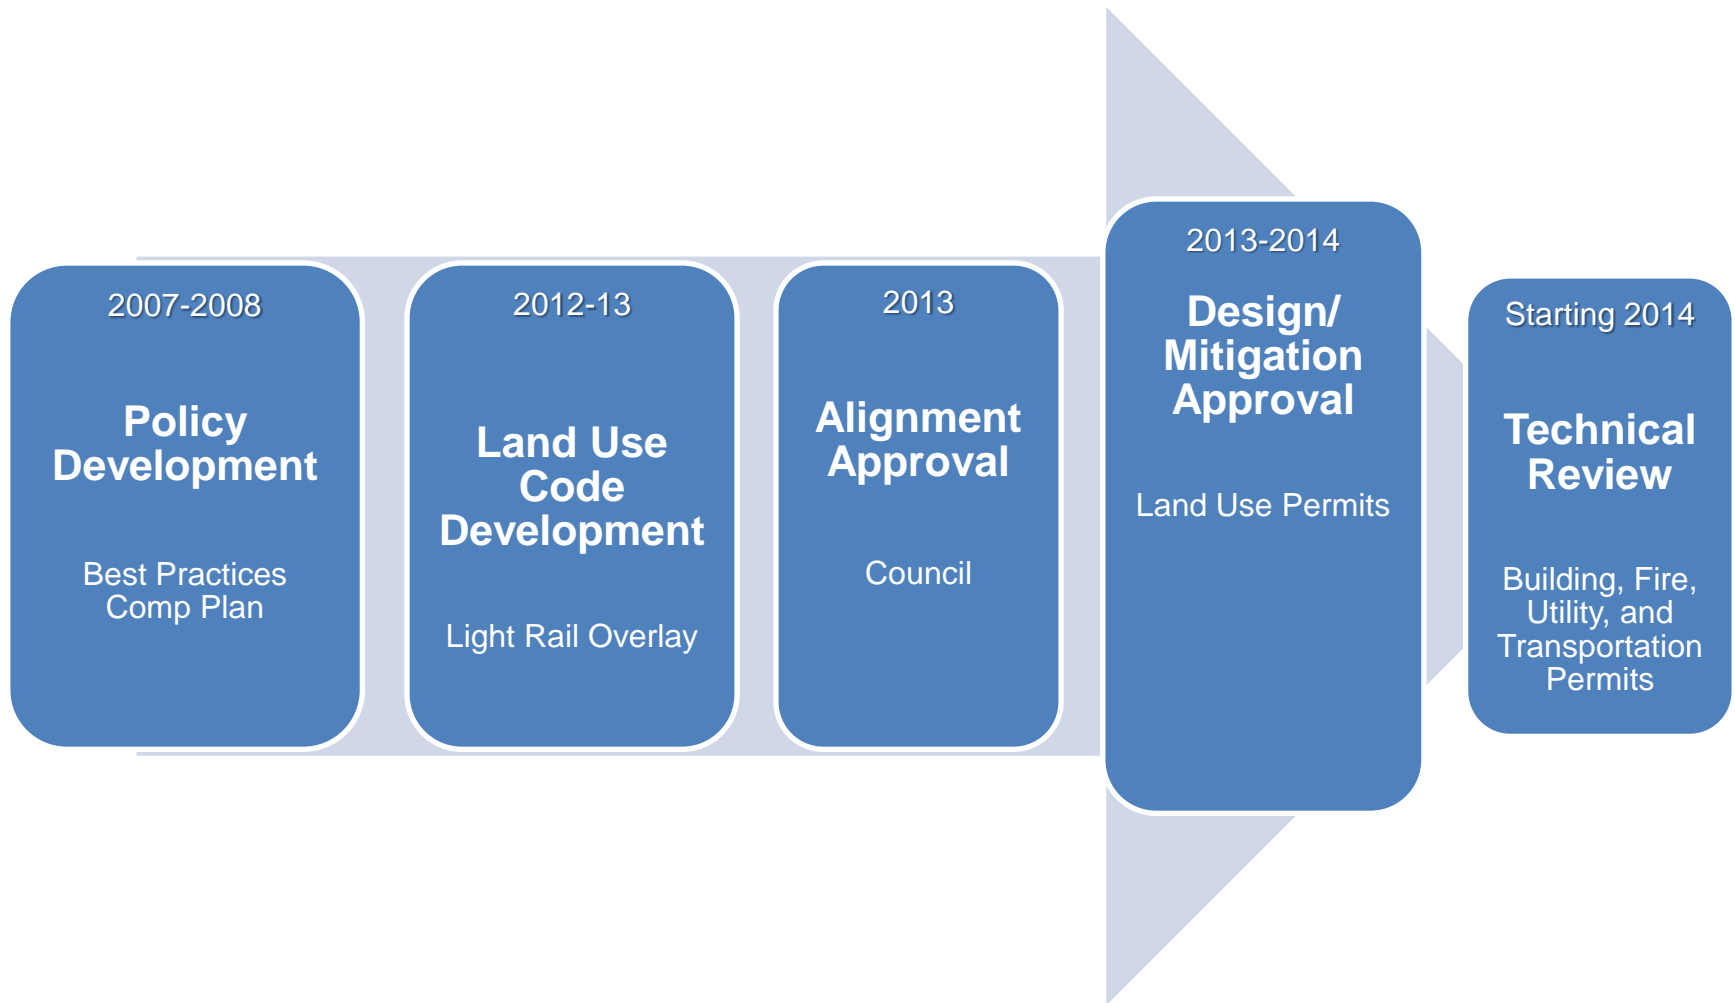 2007-2008
Policy
Development
Best Practices
Comp Plan
2012-13
Land Use
Code
Development
Light Rail Overlay
2013
Alignment
Approval
Council
2013-2014
Design/
Mitigation
Approval
Land Use Permits
Starting 2014
Technical
Review
Building, Fire,
Utility, and
Transportation
Permits